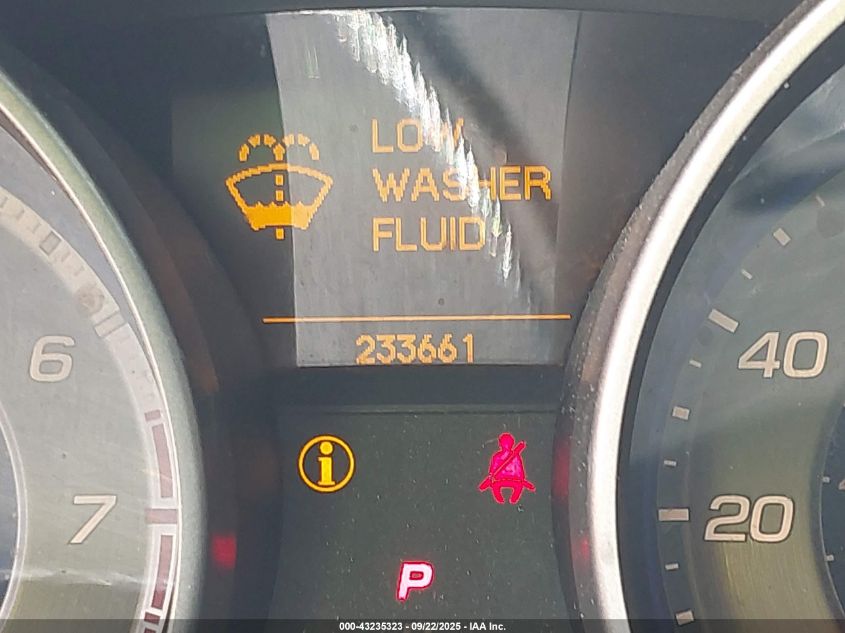 LOW
WASHER
FLUID
233661
6
40
i
7
20
P
000-43235323 - 09/22/2025 - IAA Inc.